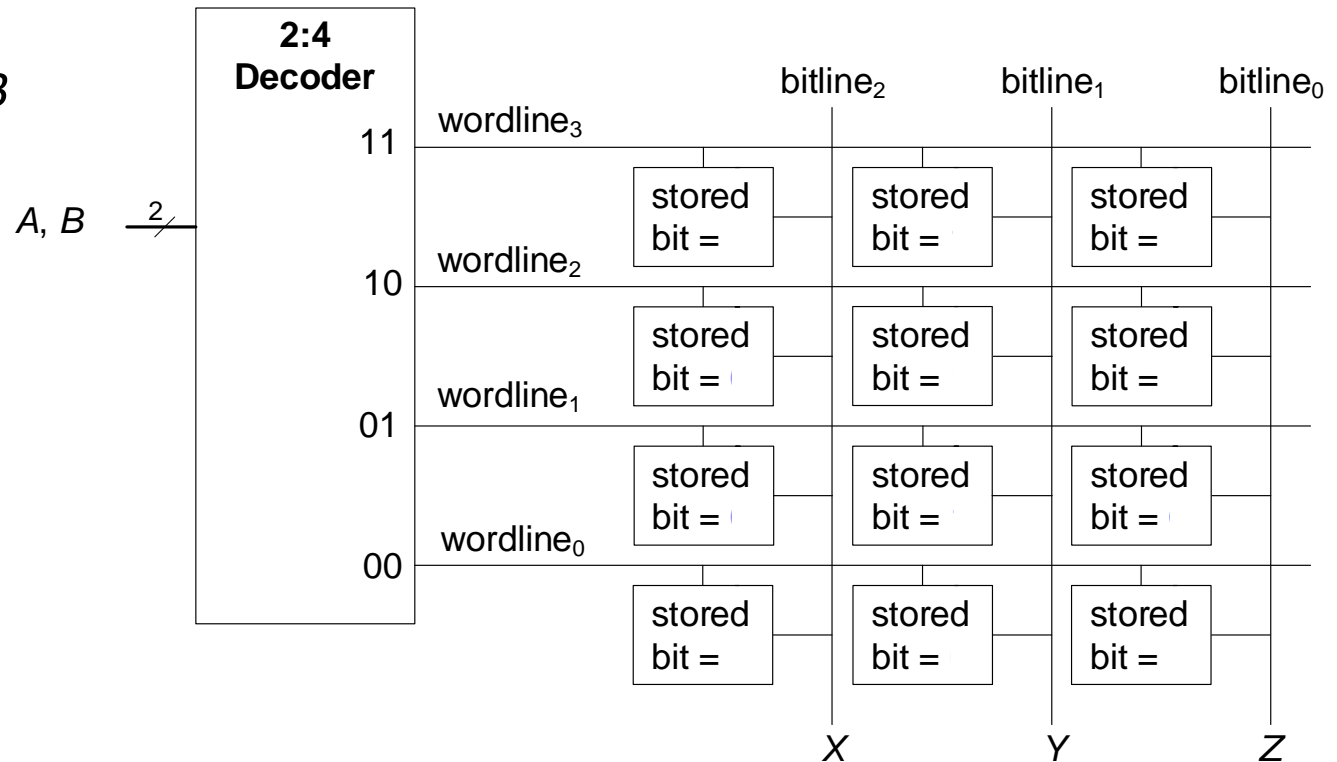 2:4
Decoder
B
bitline₂ bitline₁ bitline₀
wordline₃
11
stored stored stored
bit = bit = bit =
A, B 2
wordline₂
10
stored stored stored
bit = bit = bit =
wordline₁
01
stored stored stored
bit = bit = bit =
wordline₀
00
stored stored stored
bit = bit = bit =
X Y Z